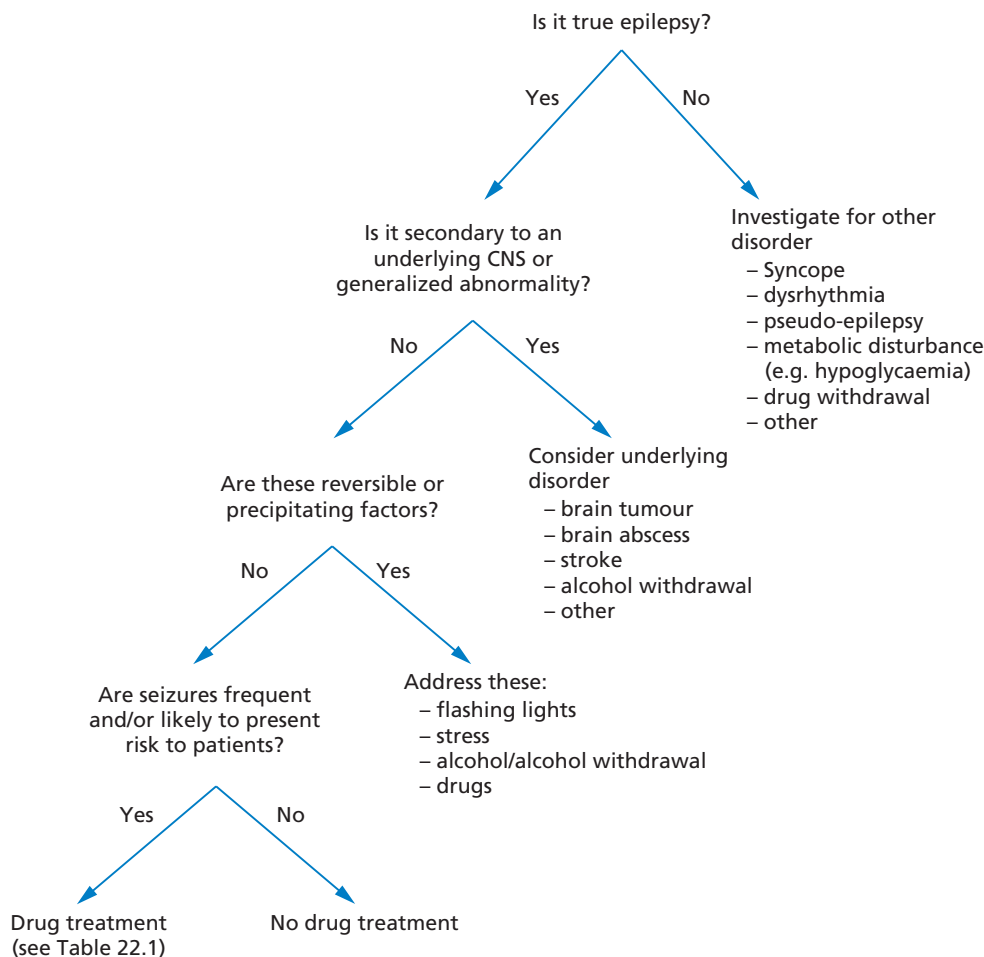 Is it true epilepsy?
Yes
No
Is it secondary to an
underlying CNS or
generalized abnormality?
Investigate for other
disorder
– Syncope
– dysrhythmia
– pseudo-epilepsy
– metabolic disturbance
(e.g. hypoglycaemia)
– drug withdrawal
– other
No
Yes
Are these reversible or
precipitating factors?
Consider underlying
disorder
– brain tumour
– brain abscess
– stroke
– alcohol withdrawal
– other
No
Yes
Are seizures frequent
and/or likely to present
risk to patients?
Address these:
– flashing lights
– stress
– alcohol/alcohol withdrawal
– drugs
Yes
No
Drug treatment
(see Table 22.1)
No drug treatment